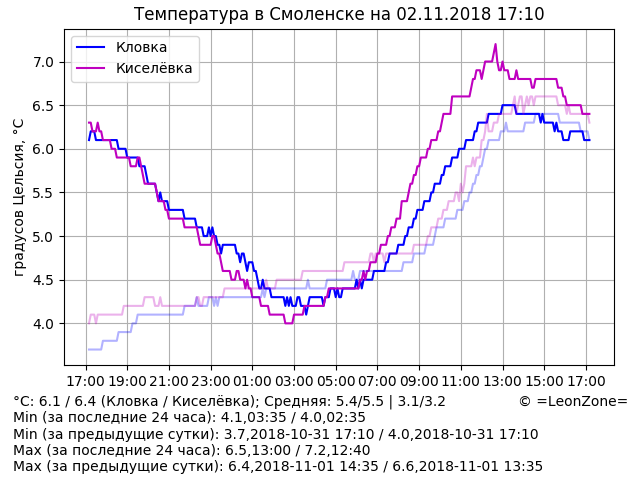 Температура в Смоленске на 02.11.2018 17:10
Кловка
Киселёвка
градусов Цельсия, °C
7.0
6.5
6.0
5.5
5.0
4.5
4.0
17:00 19:00 21:00 23:00 01:00 03:00 05:00 07:00 09:00 11:00 13:00 15:00 17:00
°C: 6.1 / 6.4 (Кловка / Киселёвка); Средняя: 5.4/5.5 | 3.1/3.2 © =LeonZone=
Min (за последние 24 часа): 4.1,03:35 / 4.0,02:35
Min (за предыдущие сутки): 3.7,2018-10-31 17:10 / 4.0,2018-10-31 17:10
Max (за последние 24 часа): 6.5,13:00 / 7.2,12:40
Max (за предыдущие сутки): 6.4,2018-11-01 14:35 / 6.6,2018-11-01 13:35